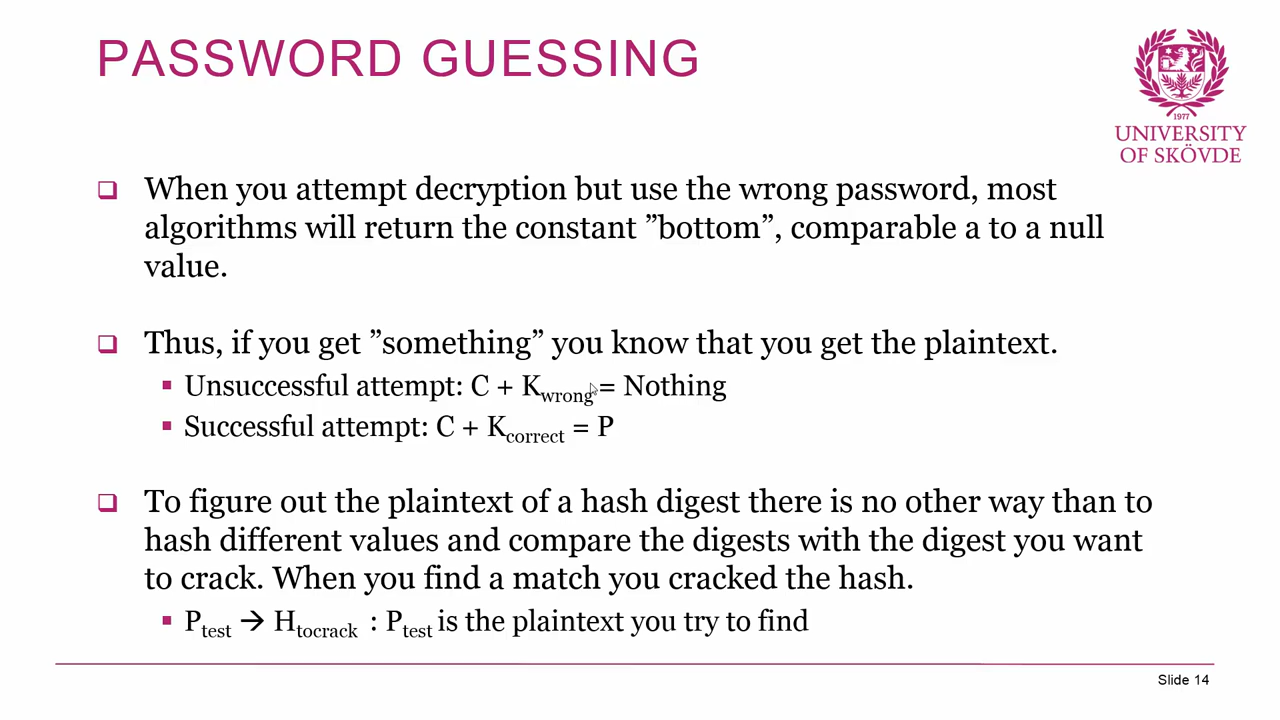 PASSWORD GUESSING
1977
UNIVERSITY
OF SKÖVDE
When you attempt decryption but use the wrong password, most
algorithms will return the constant ”bottom”, comparable a to a null
value.
Thus, if you get ”something” you know that you get the plaintext.
Unsuccessful attempt: C + Kwrong = Nothing
Successful attempt: C + Kcorrect = P
To figure out the plaintext of a hash digest there is no other way than to
hash different values and compare the digests with the digest you want
to crack. When you find a match you cracked the hash.
Ptest → Htocrack : Ptest is the plaintext you try to find
Slide 14